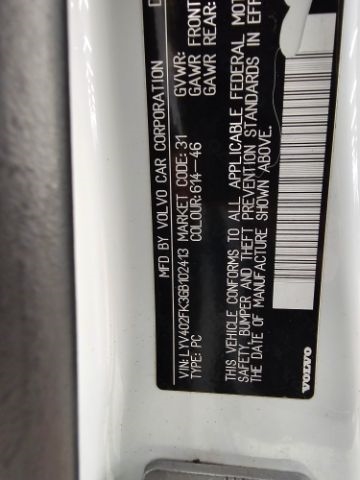 MFD BY VOLVO CAR CORPORATION D
GVWR:
GAWR FRONT
GAWR REAR:
VIN: LYV402FK3GB102413 MARKET CODE: 31
TYPE: PC COLOUR: 614-46
THIS VEHICLE CONFORMS TO ALL APPLICABLE FEDERAL MOT
SAFETY, BUMPER AND THEFT PREVENTION STANDARDS IN EFF
DATE OF MANUFACTURE SHOWN ABOVE.
VOLVO